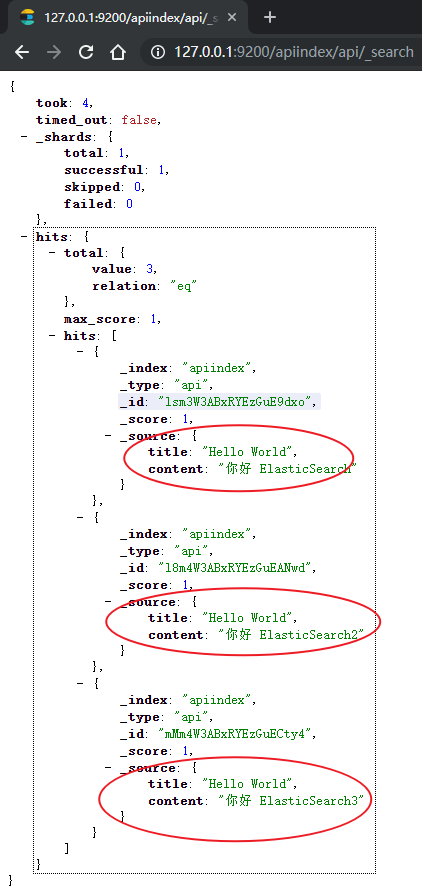 127.0.0.1:9200/apiindex/api/_s
127.0.0.1:9200/apiindex/api/_search
{
took: 4,
timed_out: false,
- _shards: {
total: 1,
successful: 1,
skipped: 0,
failed: 0
},
- hits: {
- total: {
value: 3,
relation: "eq"
},
max_score: 1,
- hits: [
- {
_index: "apiindex",
_type: "api",
_id: "lsm3W3ABxRYEzGuE9dxo",
_score: 1,
- _source: {
title: "Hello World",
content: "你好 ElasticSearch"
}
},
- {
_index: "apiindex",
_type: "api",
_id: "l8m4W3ABxRYEzGuEANwd",
_score: 1,
- _source: {
title: "Hello World",
content: "你好 ElasticSearch2"
}
},
- {
_index: "apiindex",
_type: "api",
_id: "mMm4W3ABxRYEzGuECty4",
_score: 1,
- _source: {
title: "Hello World",
content: "你好 ElasticSearch3"
}
}
]
}
}